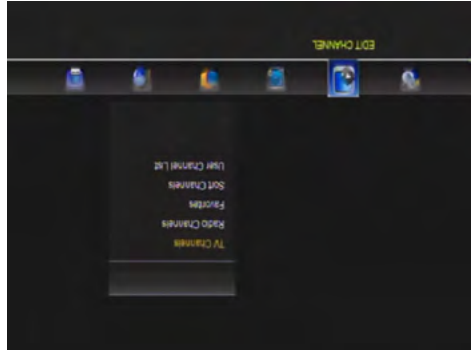 EDIT CHANNEL
TV Channels
Radio Channels
Favorites
Sort Channels
User Channel List